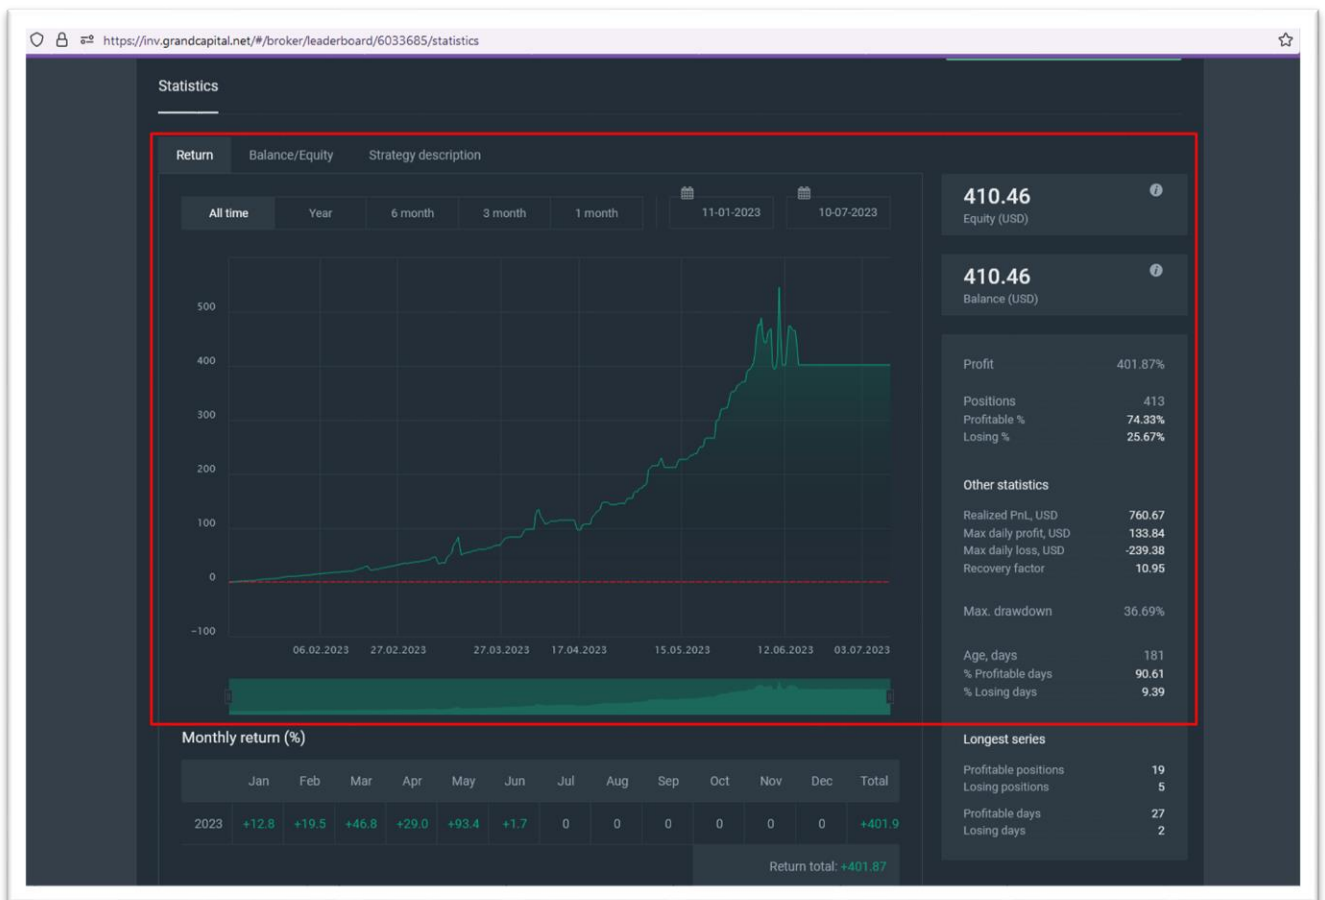 https://inv.grandcapital.net/#/broker/leaderboard/6033685/statistics
Statistics
Return Balance/Equity Strategy description
All time Year 6 month 3 month 1 month 11-01-2023 10-07-2023
500
400
300
200
100
0
-100
06.02.2023 27.02.2023 27.03.2023 17.04.2023 15.05.2023 12.06.2023 03.07.2023
410.46
Equity (USD)
410.46
Balance (USD)
Profit 401.87%
Positions 413
Profitable % 74.33%
Losing % 25.67%
Other statistics
Realized PnL, USD 760.67
Max daily profit, USD 133.84
Max daily loss, USD -239.38
Recovery factor 10.95
Max. drawdown 36.69%
Age, days 181
% Profitable days 90.61
% Losing days 9.39
Monthly return (%)
Jan Feb Mar Apr May Jun Jul Aug Sep Oct Nov Dec Total
2023 +12.8 +19.5 +46.8 +29.0 +93.4 +1.7 0 0 0 0 0 0 +401.9
Return total: +401.87
Longest series
Profitable positions 19
Losing positions 5
Profitable days 27
Losing days 2